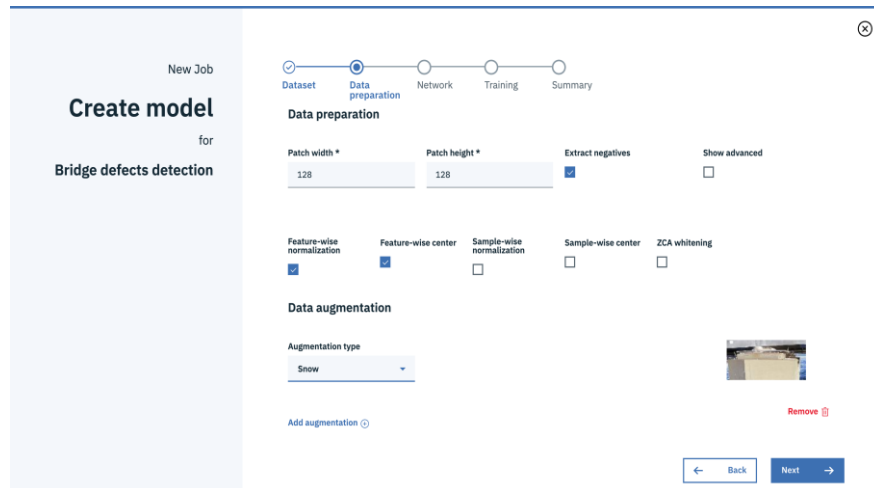 New Job
Create model
for
Bridge defects detection
Dataset
Data preparation
Network
Training
Summary
Data preparation
Patch width *
Patch height *
Extract negatives
Show advanced
128
128
Feature-wise normalization
Feature-wise center
Sample-wise normalization
Sample-wise center
ZCA whitening
Data augmentation
Augmentation type
Snow
Remove
Add augmentation
Back
Next